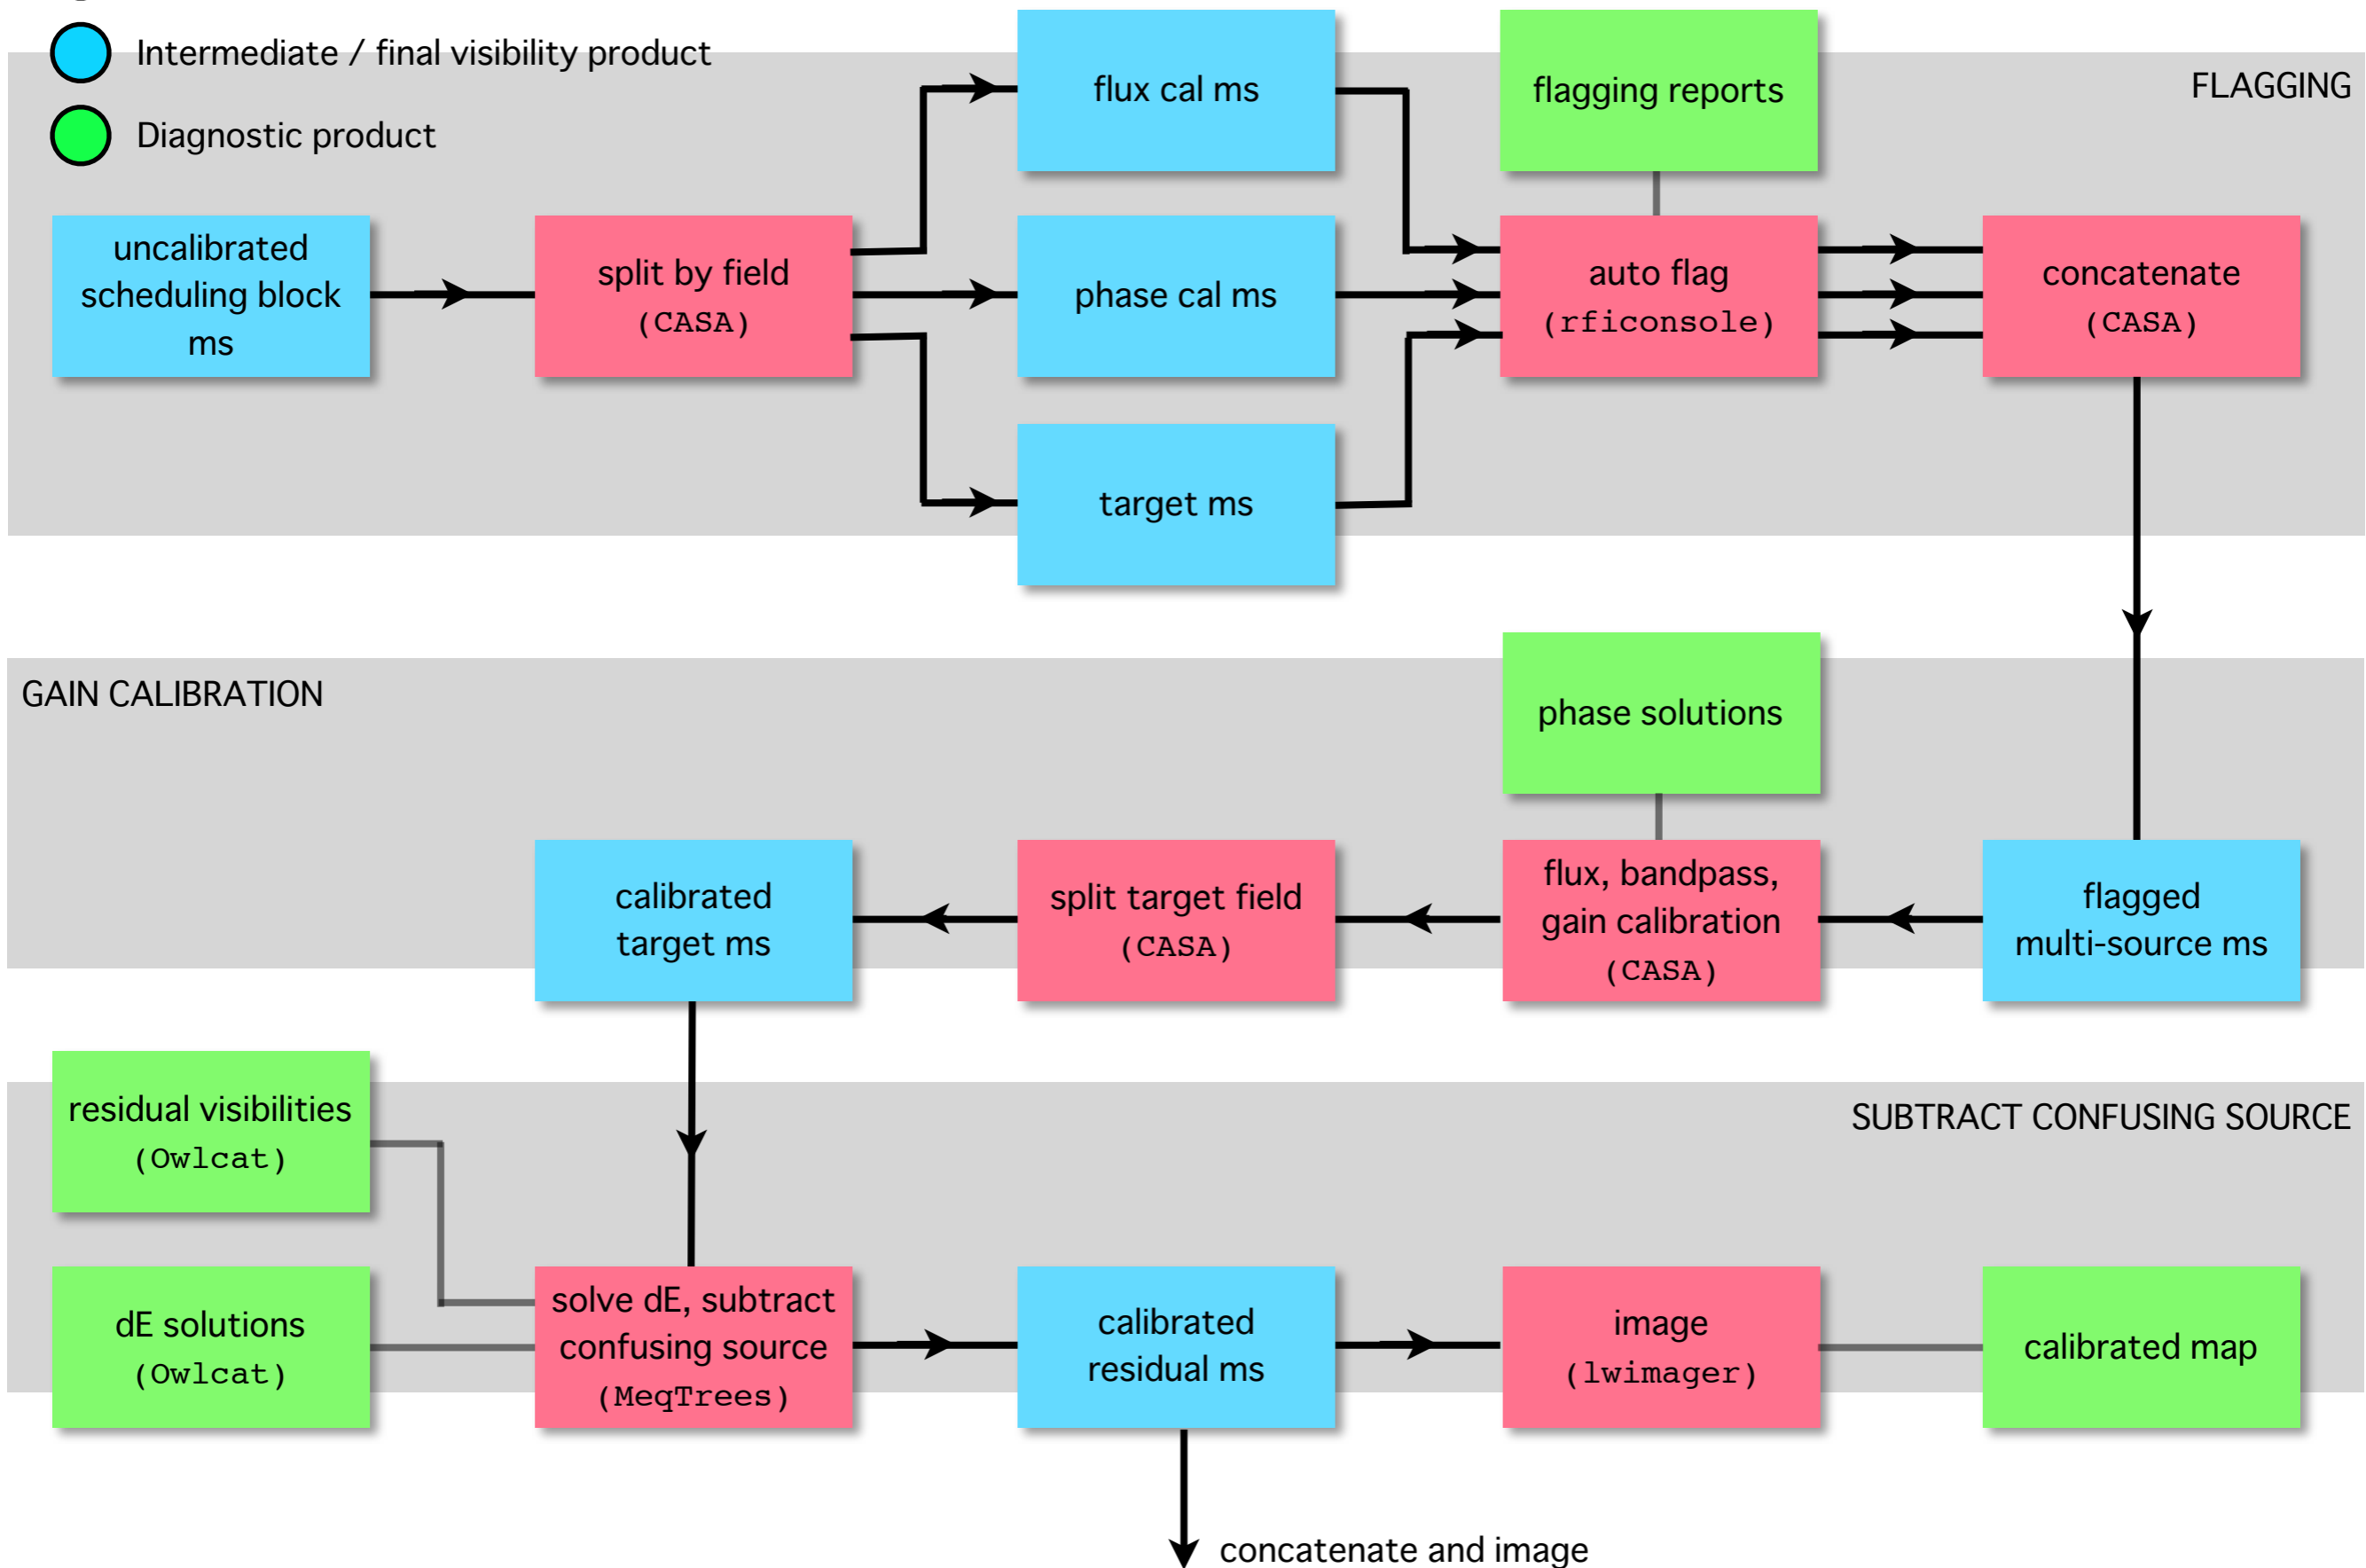 Intermediate / final visibility product
Diagnostic product
FLAGGING
flux cal ms
flagging reports
uncalibrated
scheduling block
ms
split by field
(CASA)
phase cal ms
auto flag
(rficonsole)
concatenate
(CASA)
target ms
GAIN CALIBRATION
phase solutions
calibrated
target ms
split target field
(CASA)
flux, bandpass,
gain calibration
(CASA)
flagged
multi-source ms
SUBTRACT CONFUSING SOURCE
residual visibilities
(Owlcat)
dE solutions
(Owlcat)
solve dE, subtract
confusing source
(MeqTrees)
calibrated
residual ms
image
(lwimager)
calibrated map
concatenate and image